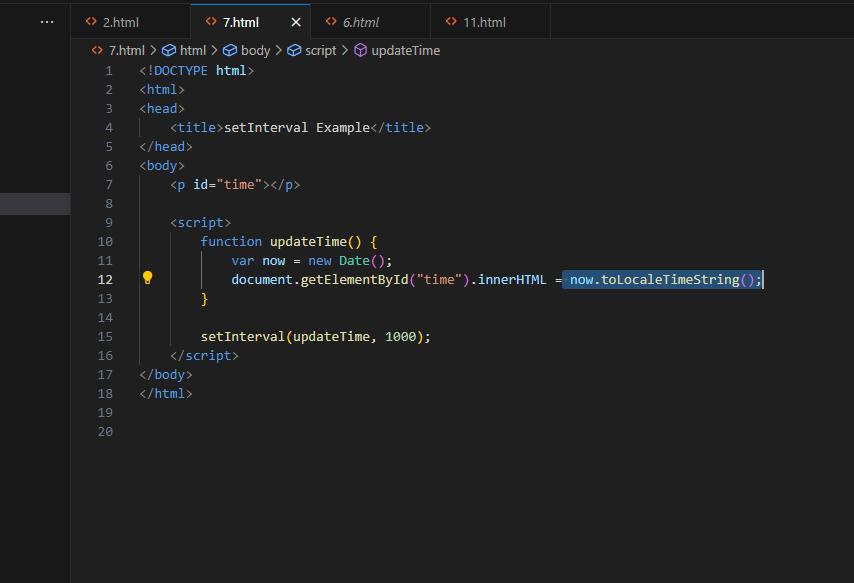 ··· 2.html 7.html × 6.html 11.html
7.html > html > body > script > updateTime
1 <!DOCTYPE html>
2 <html>
3 <head>
4 <title>setInterval Example</title>
5 </head>
6 <body>
7 <p id="time"></p>
8
9 <script>
10 function updateTime() {
11 var now = new Date();
12 document.getElementById("time").innerHTML = now.toLocaleTimeString();
13 }
14
15 setInterval(updateTime, 1000);
16 </script>
17 </body>
18 </html>
19
20